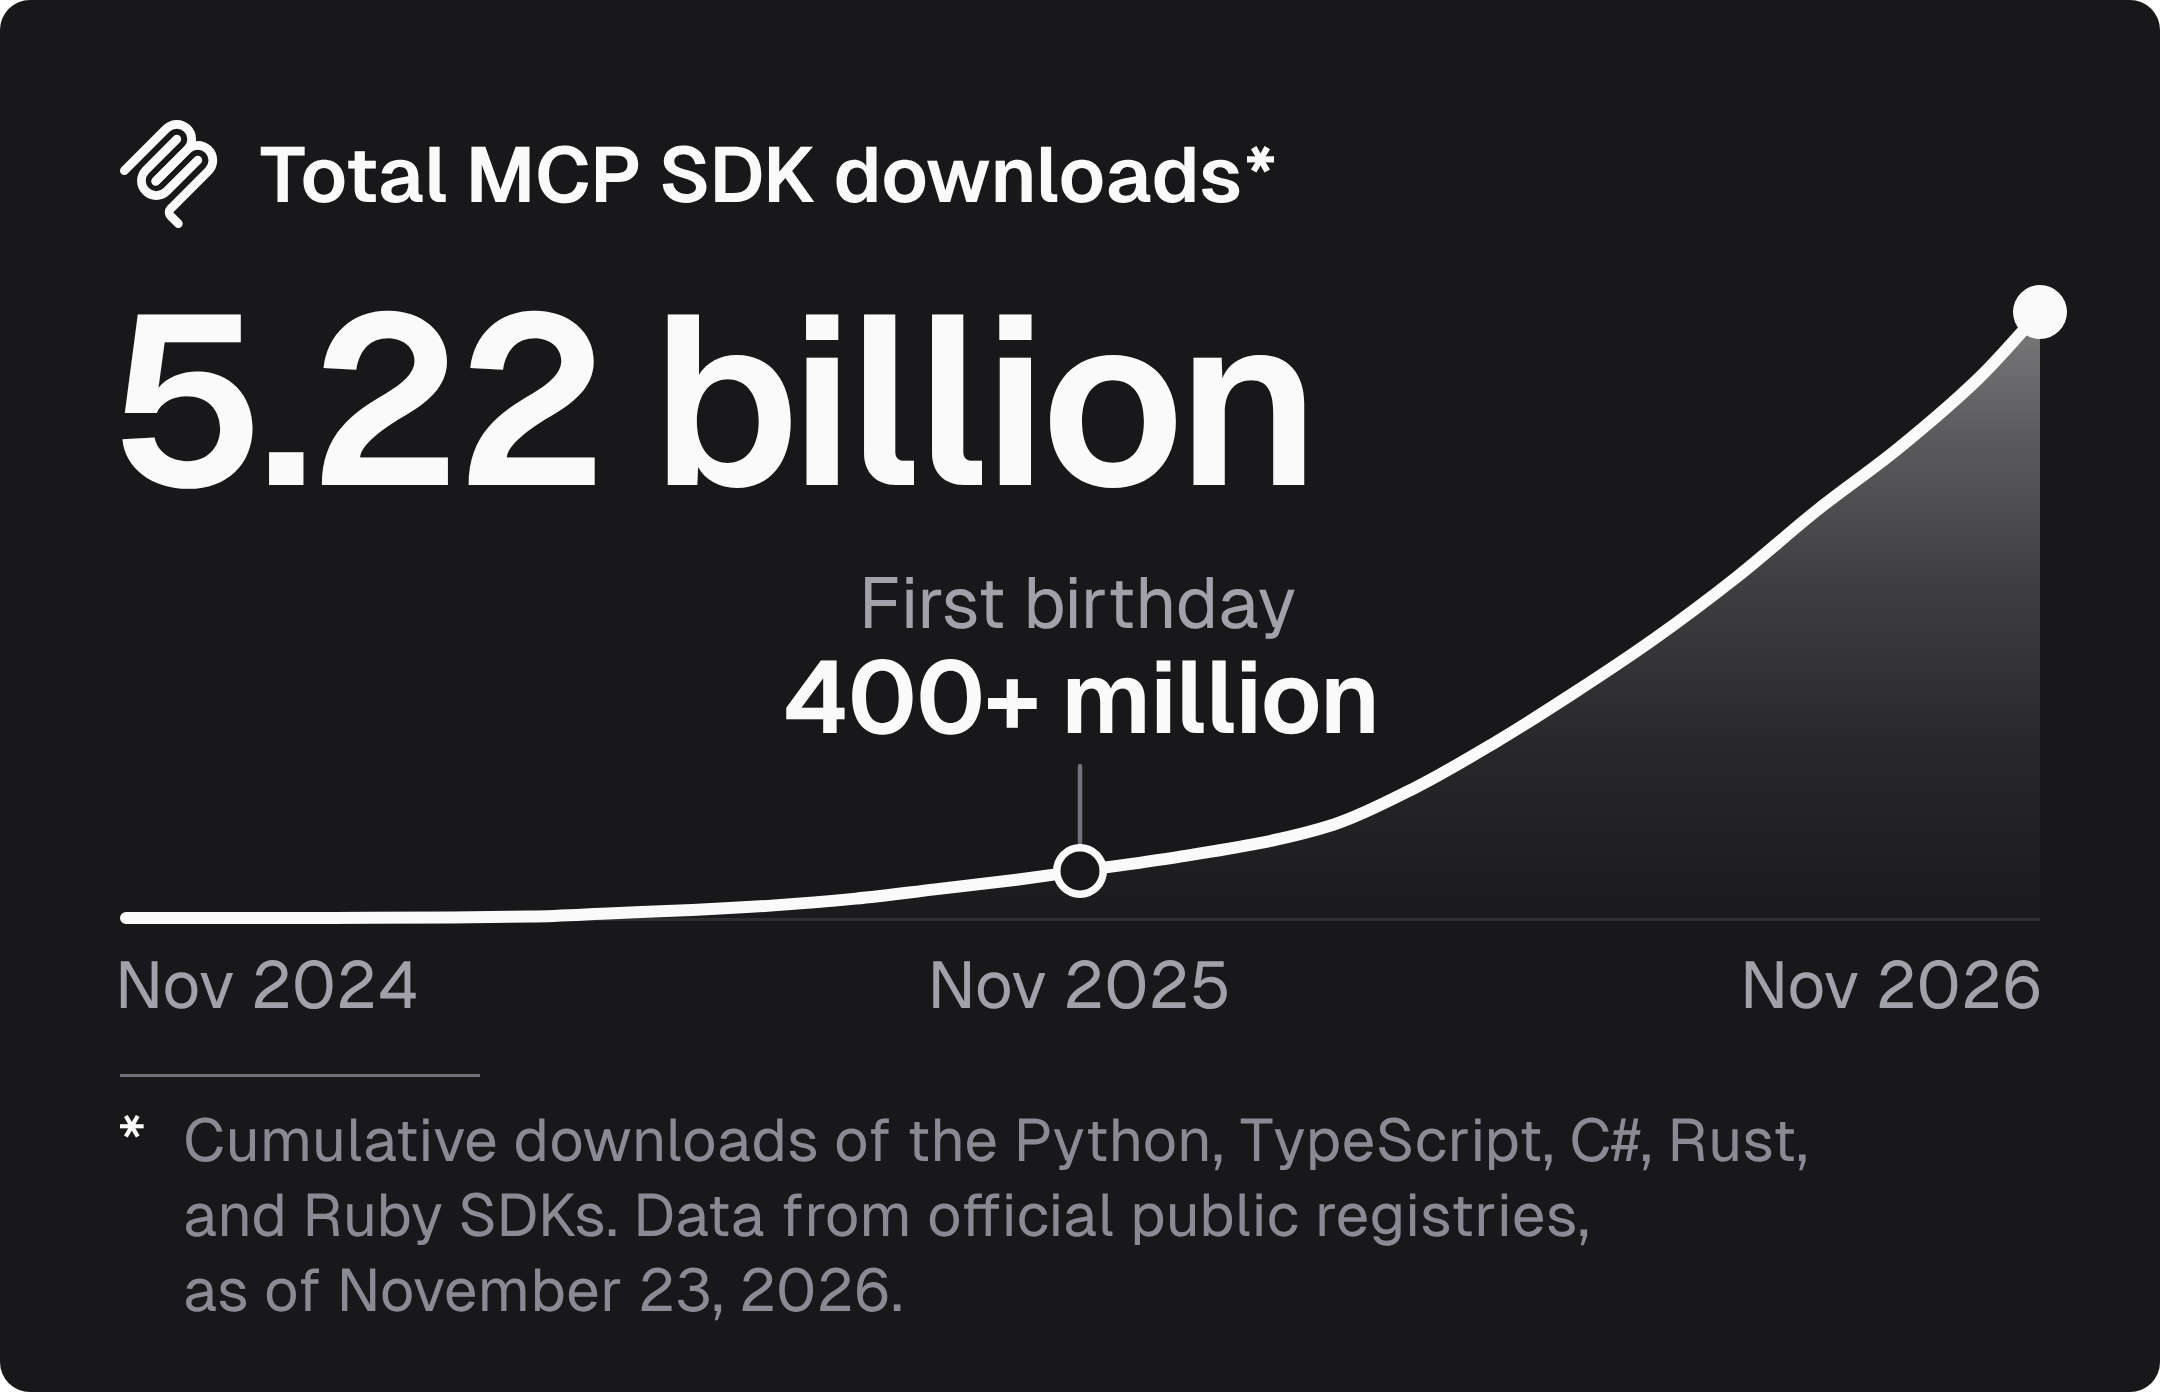 Total MCP SDK downloads*
5.22 billion
First birthday
400+ million
Nov 2024
Nov 2025
Nov 2026
* Cumulative downloads of the Python, TypeScript, C#, Rust,
and Ruby SDKs. Data from official public registries,
as of November 23, 2026.